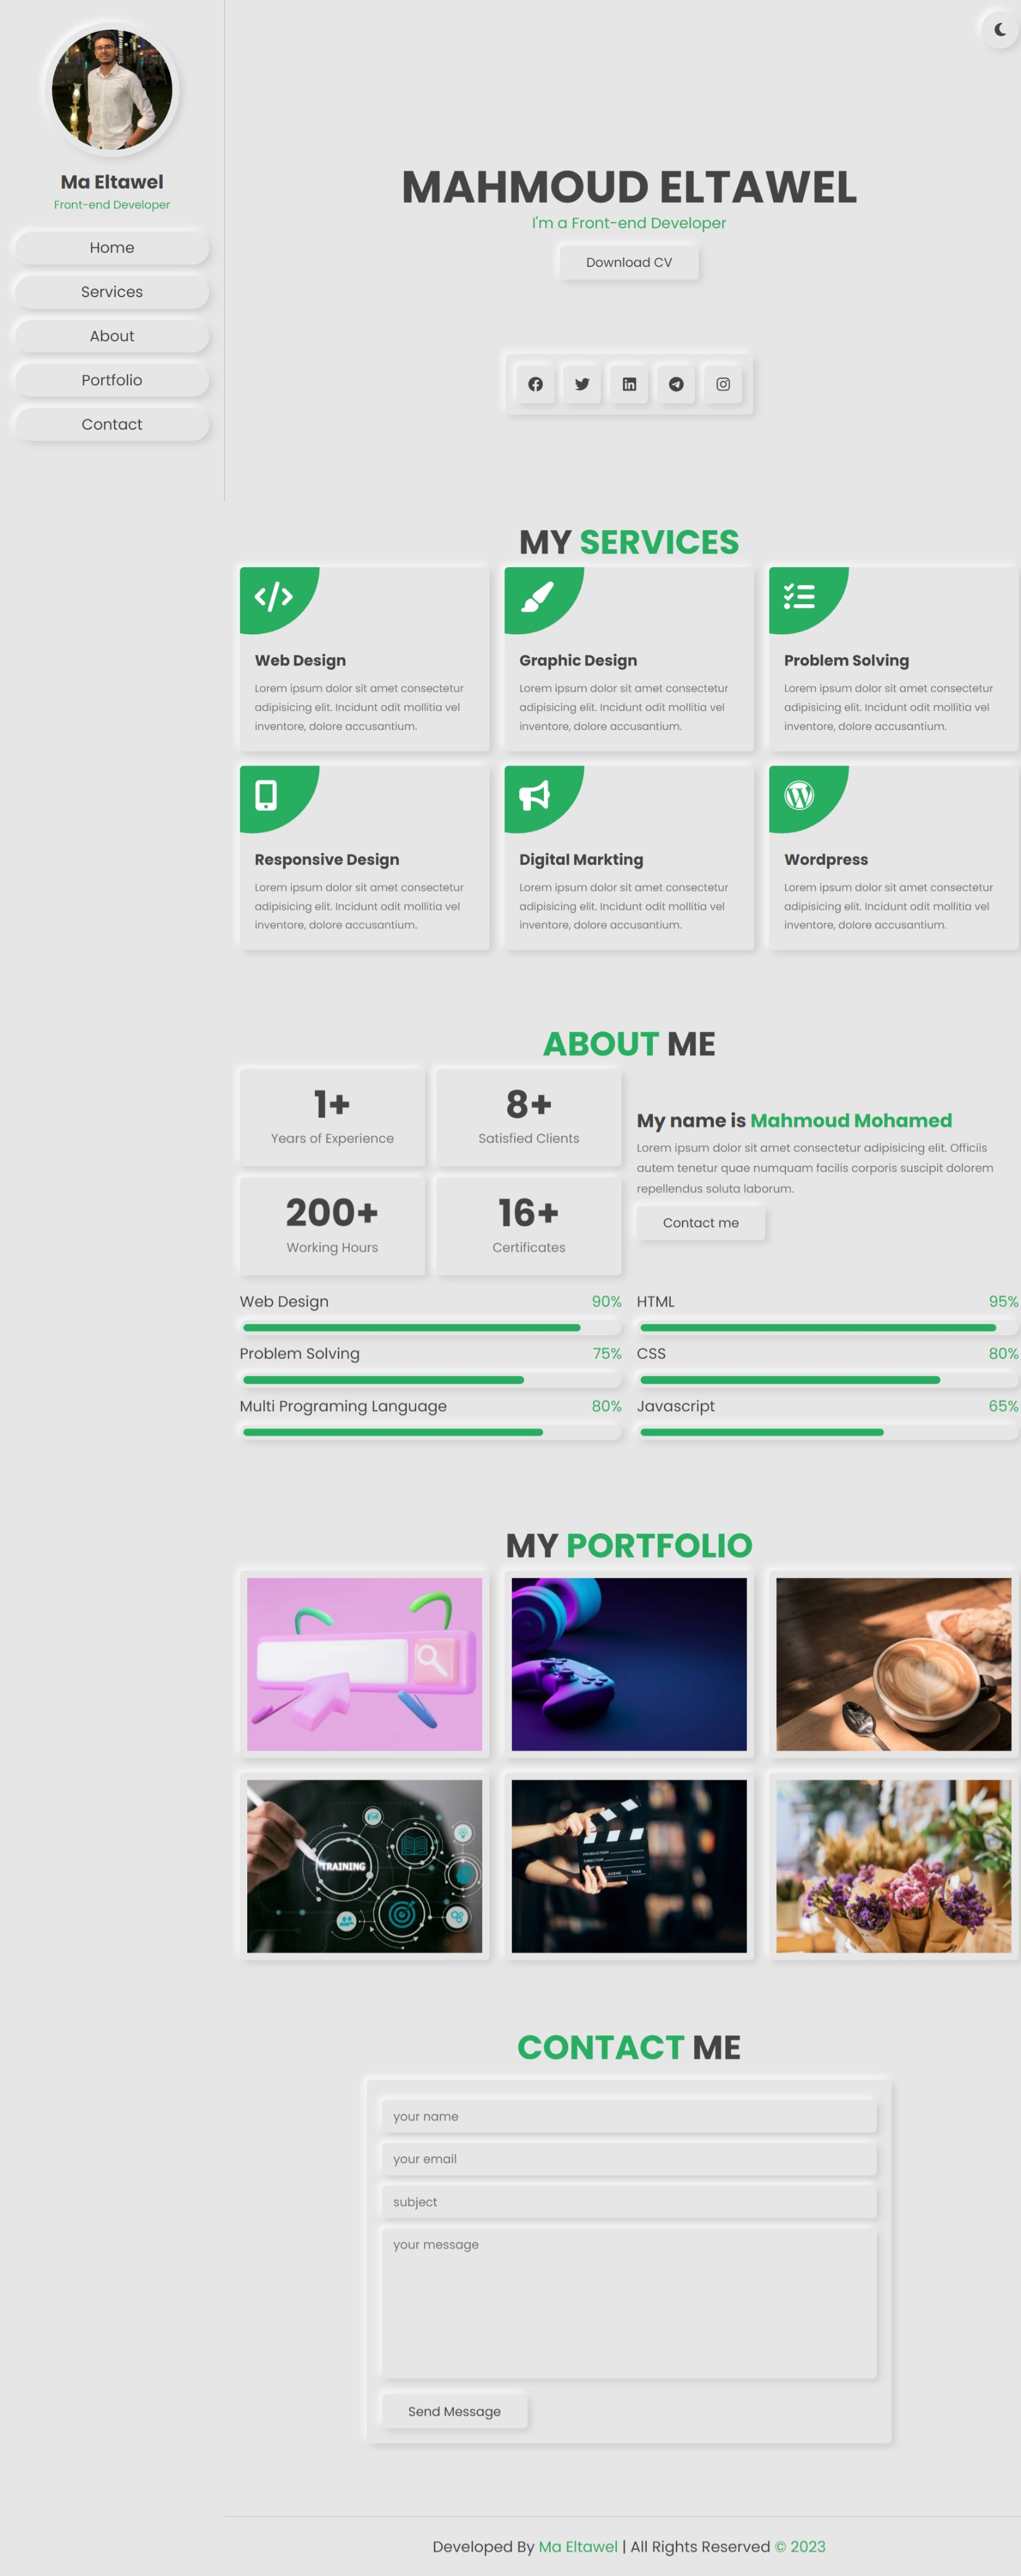 Ma Eltawel
Front-end Developer
Home
Services
About
Portfolio
Contact
MAHMOUD ELTAWEL
I'm a Front-end Developer
Download CV
MY SERVICES
Web Design
Lorem ipsum dolor sit amet consectetur
adipisicing elit. Incidunt odit mollitia vel
inventore, dolore accusantium.
Graphic Design
Lorem ipsum dolor sit amet consectetur
adipisicing elit. Incidunt odit mollitia vel
inventore, dolore accusantium.
Problem Solving
Lorem ipsum dolor sit amet consectetur
adipisicing elit. Incidunt odit mollitia vel
inventore, dolore accusantium.
Responsive Design
Lorem ipsum dolor sit amet consectetur
adipisicing elit. Incidunt odit mollitia vel
inventore, dolore accusantium.
Digital Markting
Lorem ipsum dolor sit amet consectetur
adipisicing elit. Incidunt odit mollitia vel
inventore, dolore accusantium.
Wordpress
Lorem ipsum dolor sit amet consectetur
adipisicing elit. Incidunt odit mollitia vel
inventore, dolore accusantium.
ABOUT ME
1+
Years of Experience
8+
Satisfied Clients
200+
Working Hours
16+
Certificates
My name is Mahmoud Mohamed
Lorem ipsum dolor sit amet consectetur adipisicing elit. Officiis
autem tenetur quae numquam facilis corporis suscipit dolorem
repellendus soluta laborum.
Contact me
Web Design 90%
Problem Solving 75%
Multi Programing Language 80%
HTML 95%
CSS 80%
Javascript 65%
MY PORTFOLIO
TRAINING
PRODUCTION
DIRECTOR
SCENE TAKE
CONTACT ME
your name
your email
subject
your message
Send Message
Developed By Ma Eltawel | All Rights Reserved © 2023